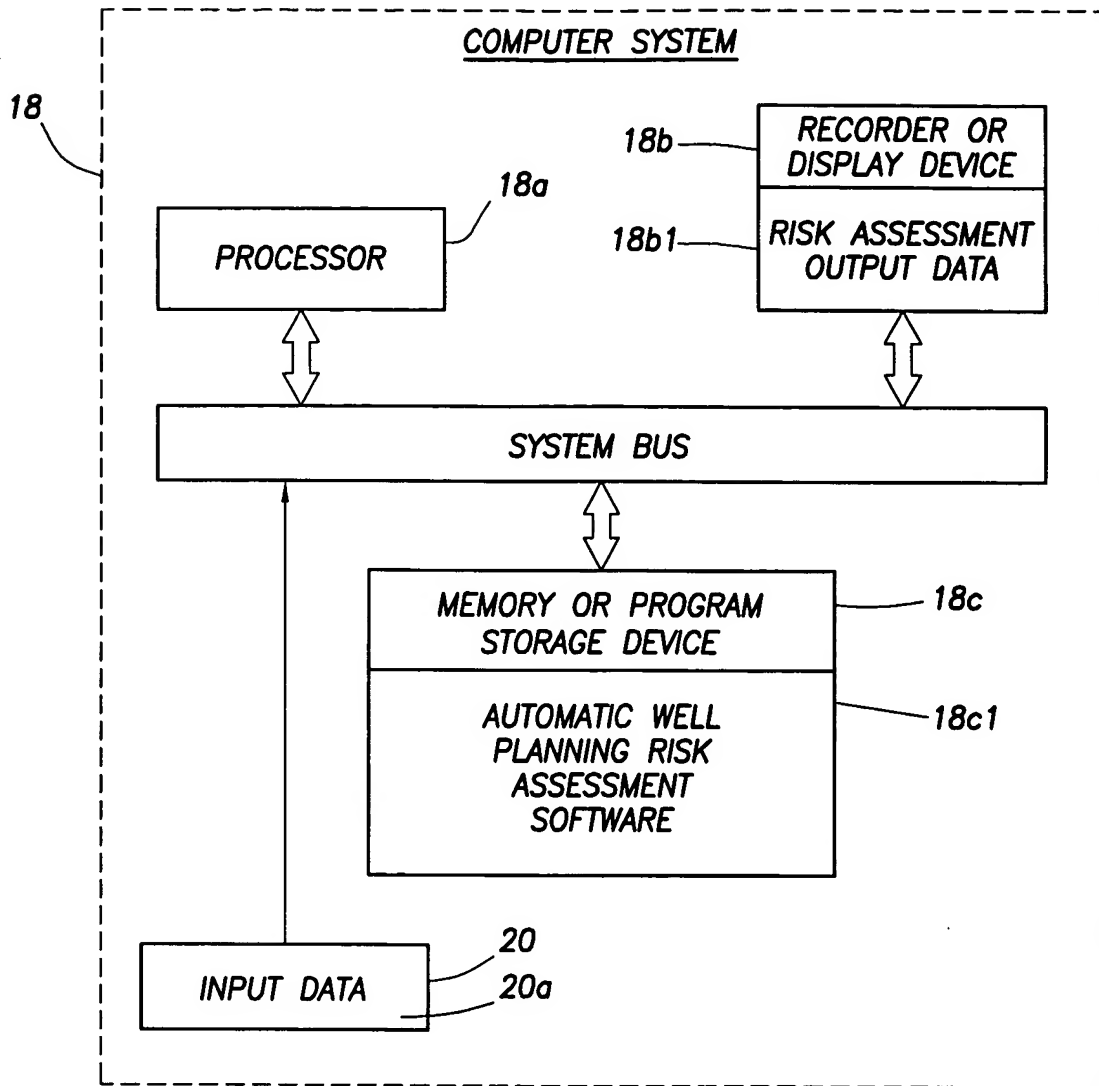 COMPUTER SYSTEM
18
18a
PROCESSOR
18b
RECORDER OR
DISPLAY DEVICE
18b1
RISK ASSESSMENT
OUTPUT DATA
SYSTEM BUS
MEMORY OR PROGRAM
STORAGE DEVICE
18c
AUTOMATIC WELL
PLANNING RISK
ASSESSMENT
SOFTWARE
18c1
INPUT DATA
20
20a